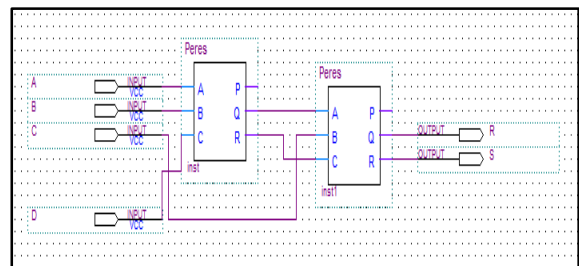 Peres
A INPUT VCC
B INPUT VCC
C INPUT VCC
D INPUT VCC
A P
B Q
C R
inst
Peres
A P
B Q
C R
inst1
OUTPUT R
OUTPUT S